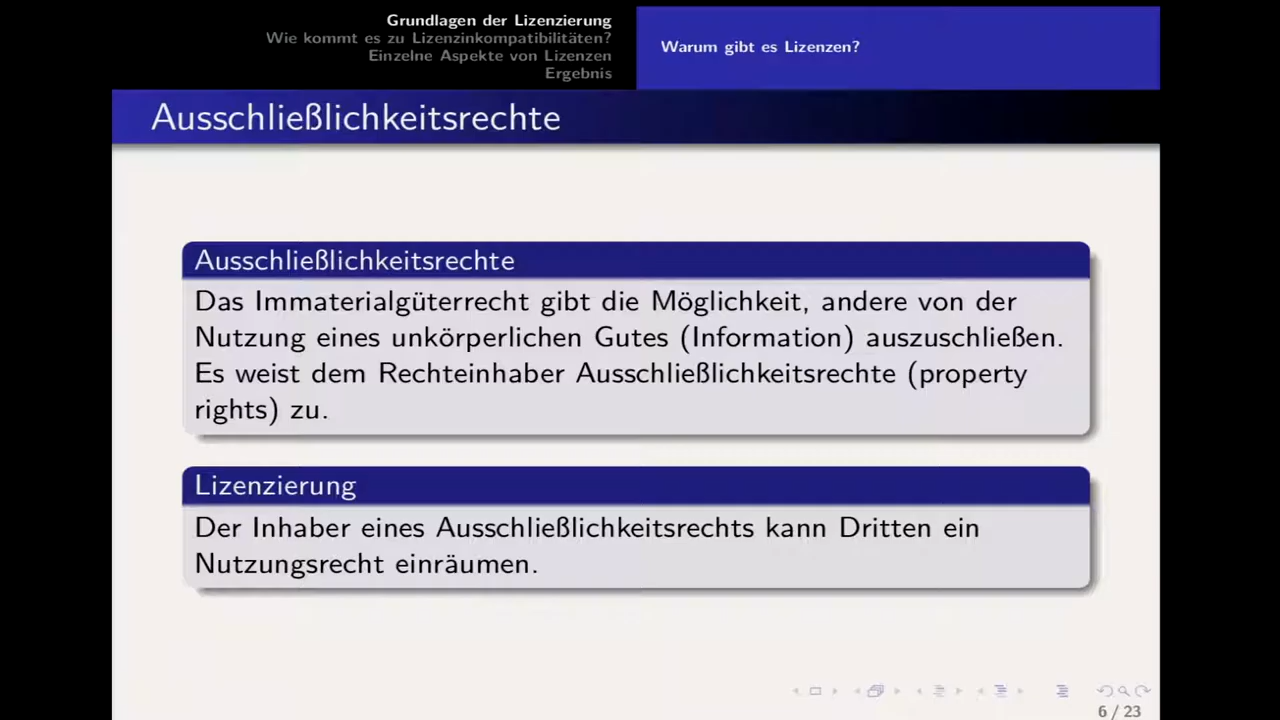 Grundlagen der Lizenzierung
Wie kommt es zu Lizenzinkompatibilitäten?
Einzelne Aspekte von Lizenzen
Ergebnis
Warum gibt es Lizenzen?
Ausschließlichkeitsrechte
Ausschließlichkeitsrechte
Das Immaterialgüterrecht gibt die Möglichkeit, andere von der
Nutzung eines unkörperlichen Gutes (Information) auszuschließen.
Es weist dem Rechteinhaber Ausschließlichkeitsrechte (property
rights) zu.
Lizenzierung
Der Inhaber eines Ausschließlichkeitsrechts kann Dritten ein
Nutzungsrecht einräumen.
6 / 23